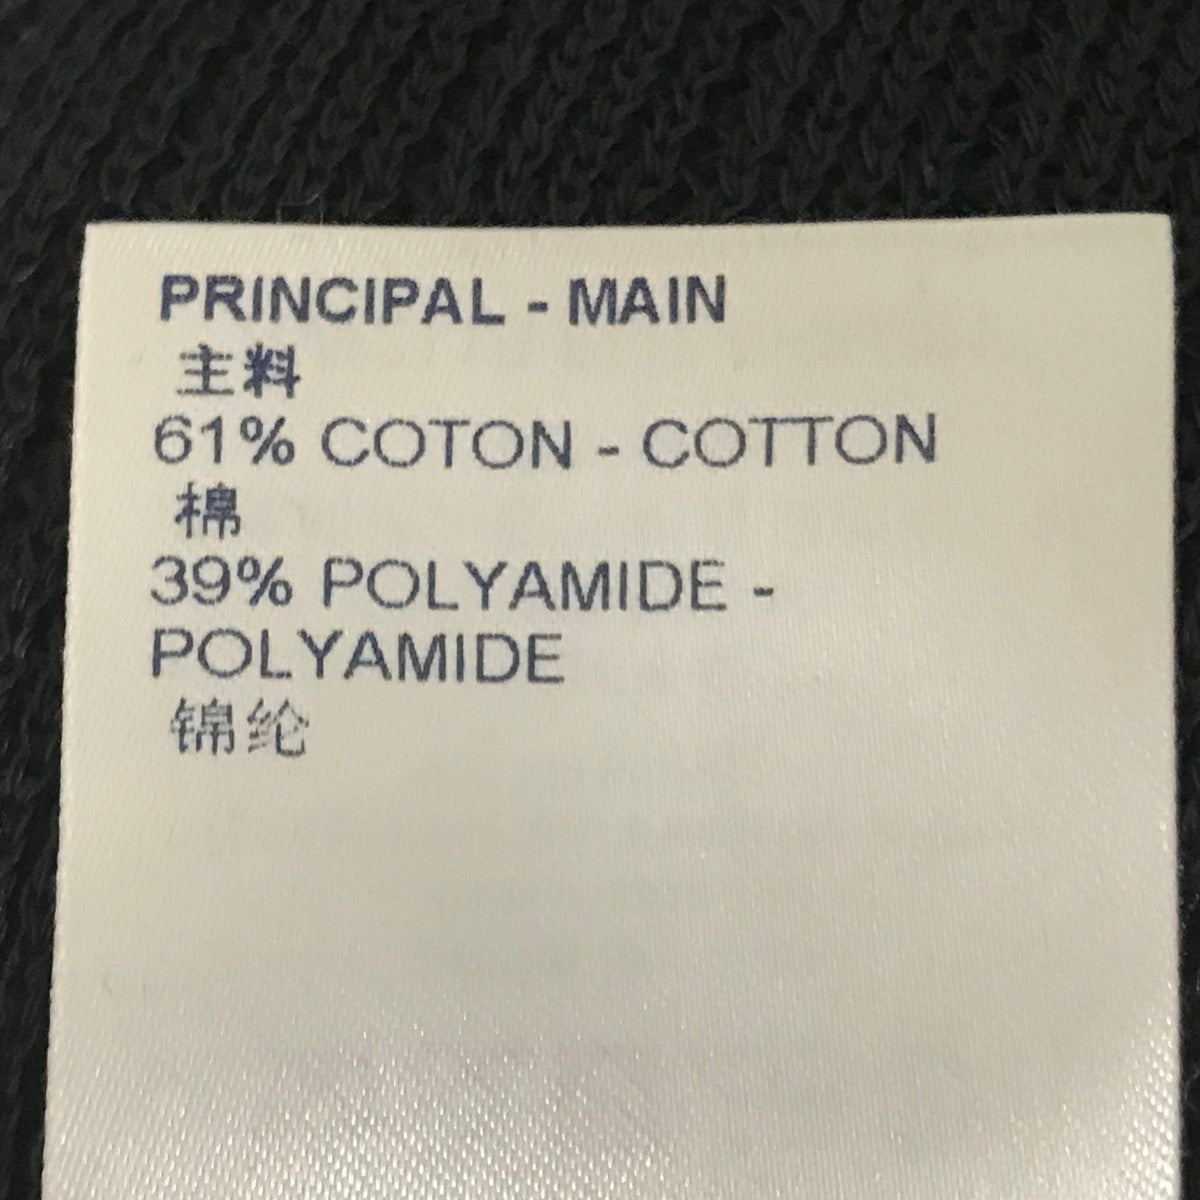 PRINCIPAL - MAIN
主料
61% COTON - COTTON
棉
39% POLYAMIDE -
POLYAMIDE
锦纶